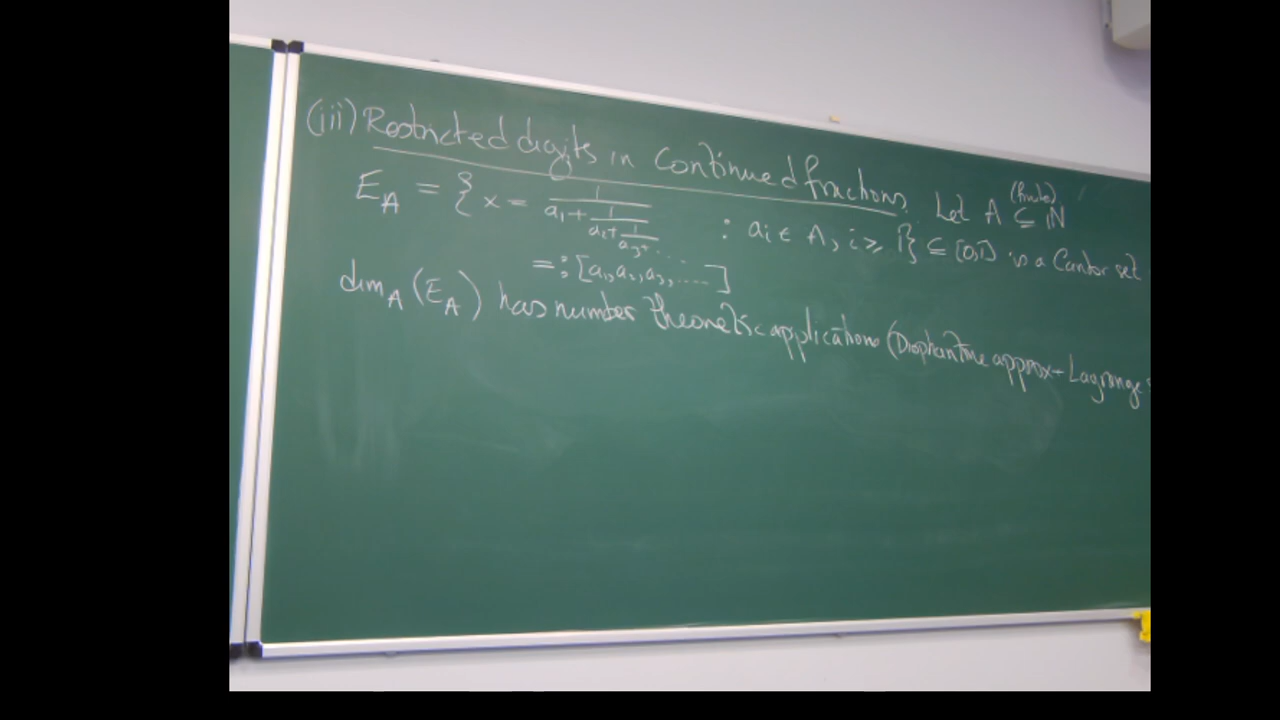 (iii) Restricted digits in Continued fractions. Let A ⊆ ℕ (finite)
E_A = { x = 1/(a₁ + 1/(a₂ + 1/(a₃ + ...))) : aᵢ ∈ A, i ≥ 1} ⊆ [0,1] is a Cantor set
=: [a₁, a₂, a₃, ....]
dim_A (E_A) has number theoretic applications (Diophantine approx - Lagrange